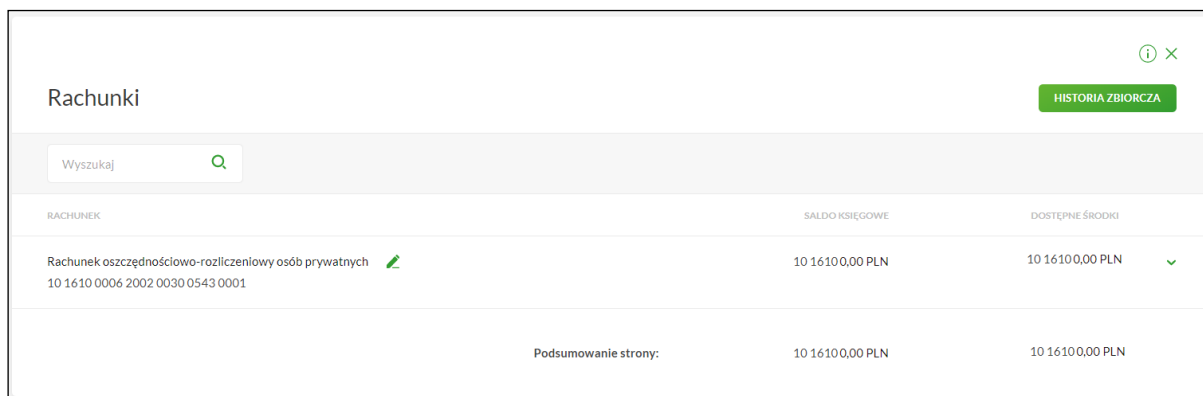 Rachunki
HISTORIA ZBIORCZA
Wyszukaj
RACHUNEK SALDO KSIĘGOWE DOSTĘPNE ŚRODKI
Rachunek oszczędnościowo-rozliczeniowy osób prywatnych 10 1610 0,00 PLN 10 1610 0,00 PLN
10 1610 0006 2002 0030 0543 0001
Podsumowanie strony: 10 1610 0,00 PLN 10 1610 0,00 PLN